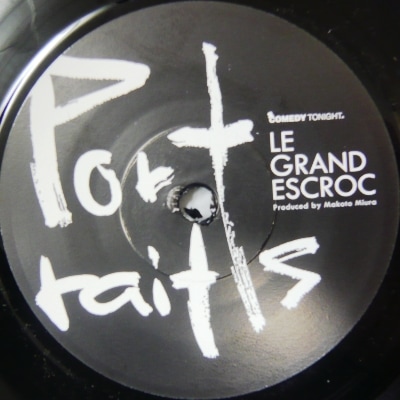 Port
raits
COMEDY TONIGHT.
LE
GRAND
ESCROC
Produced by Makoto Miura